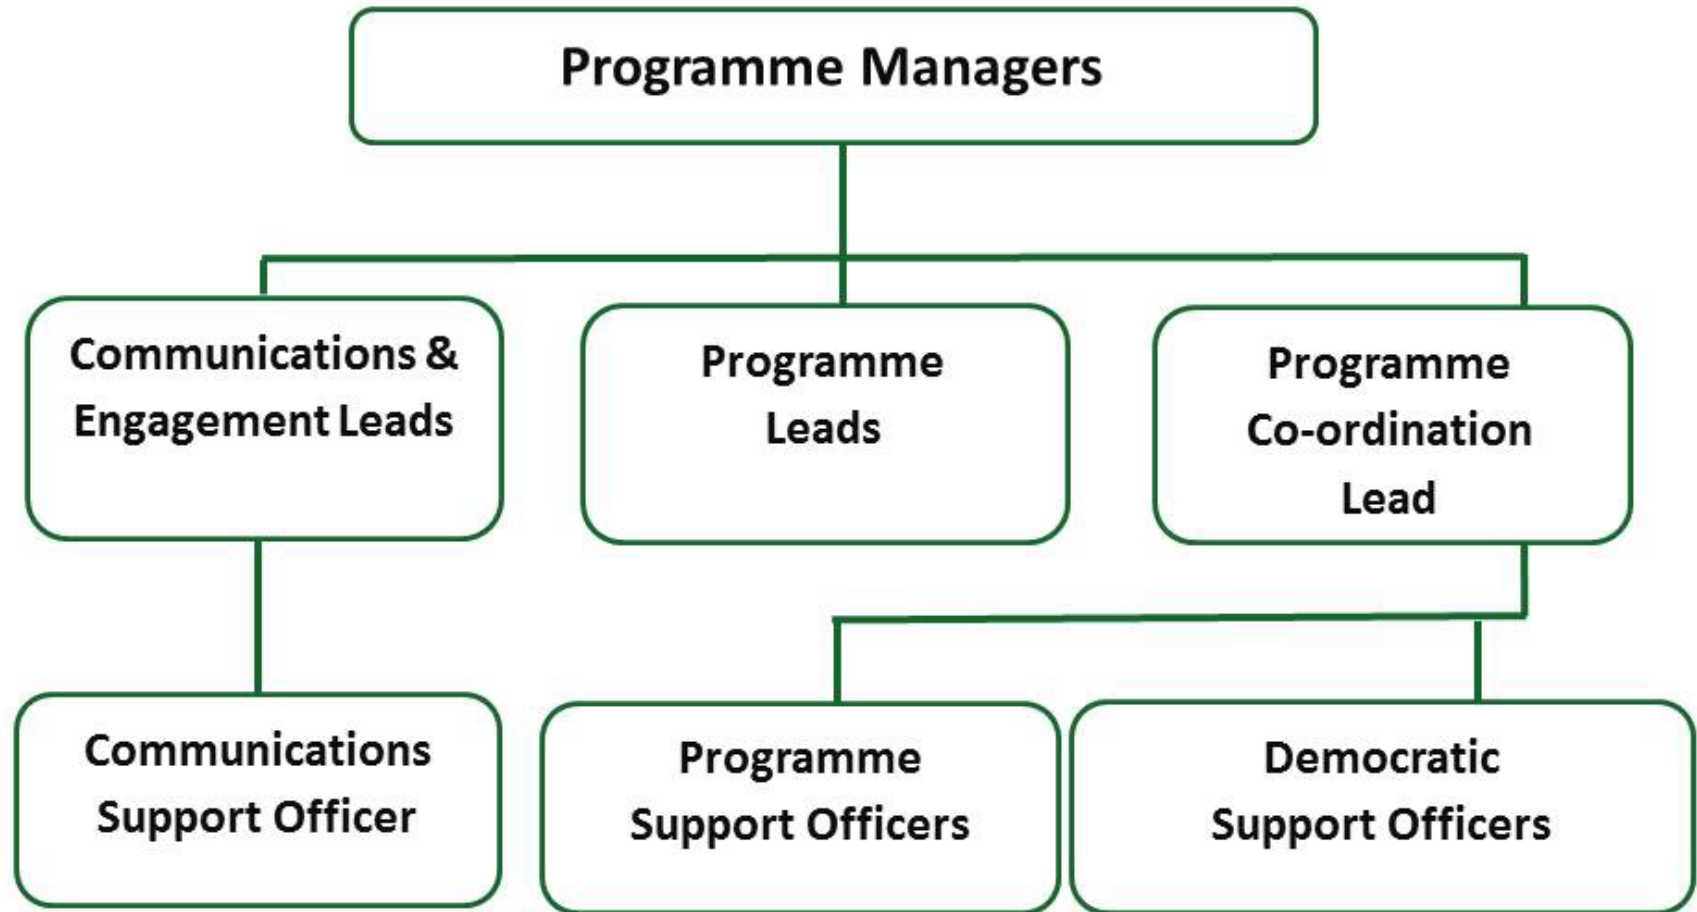 Programme Managers
Communications &
Engagement Leads
Programme
Leads
Programme
Co-ordination
Lead
Communications
Support Officer
Programme
Support Officers
Democratic
Support Officers